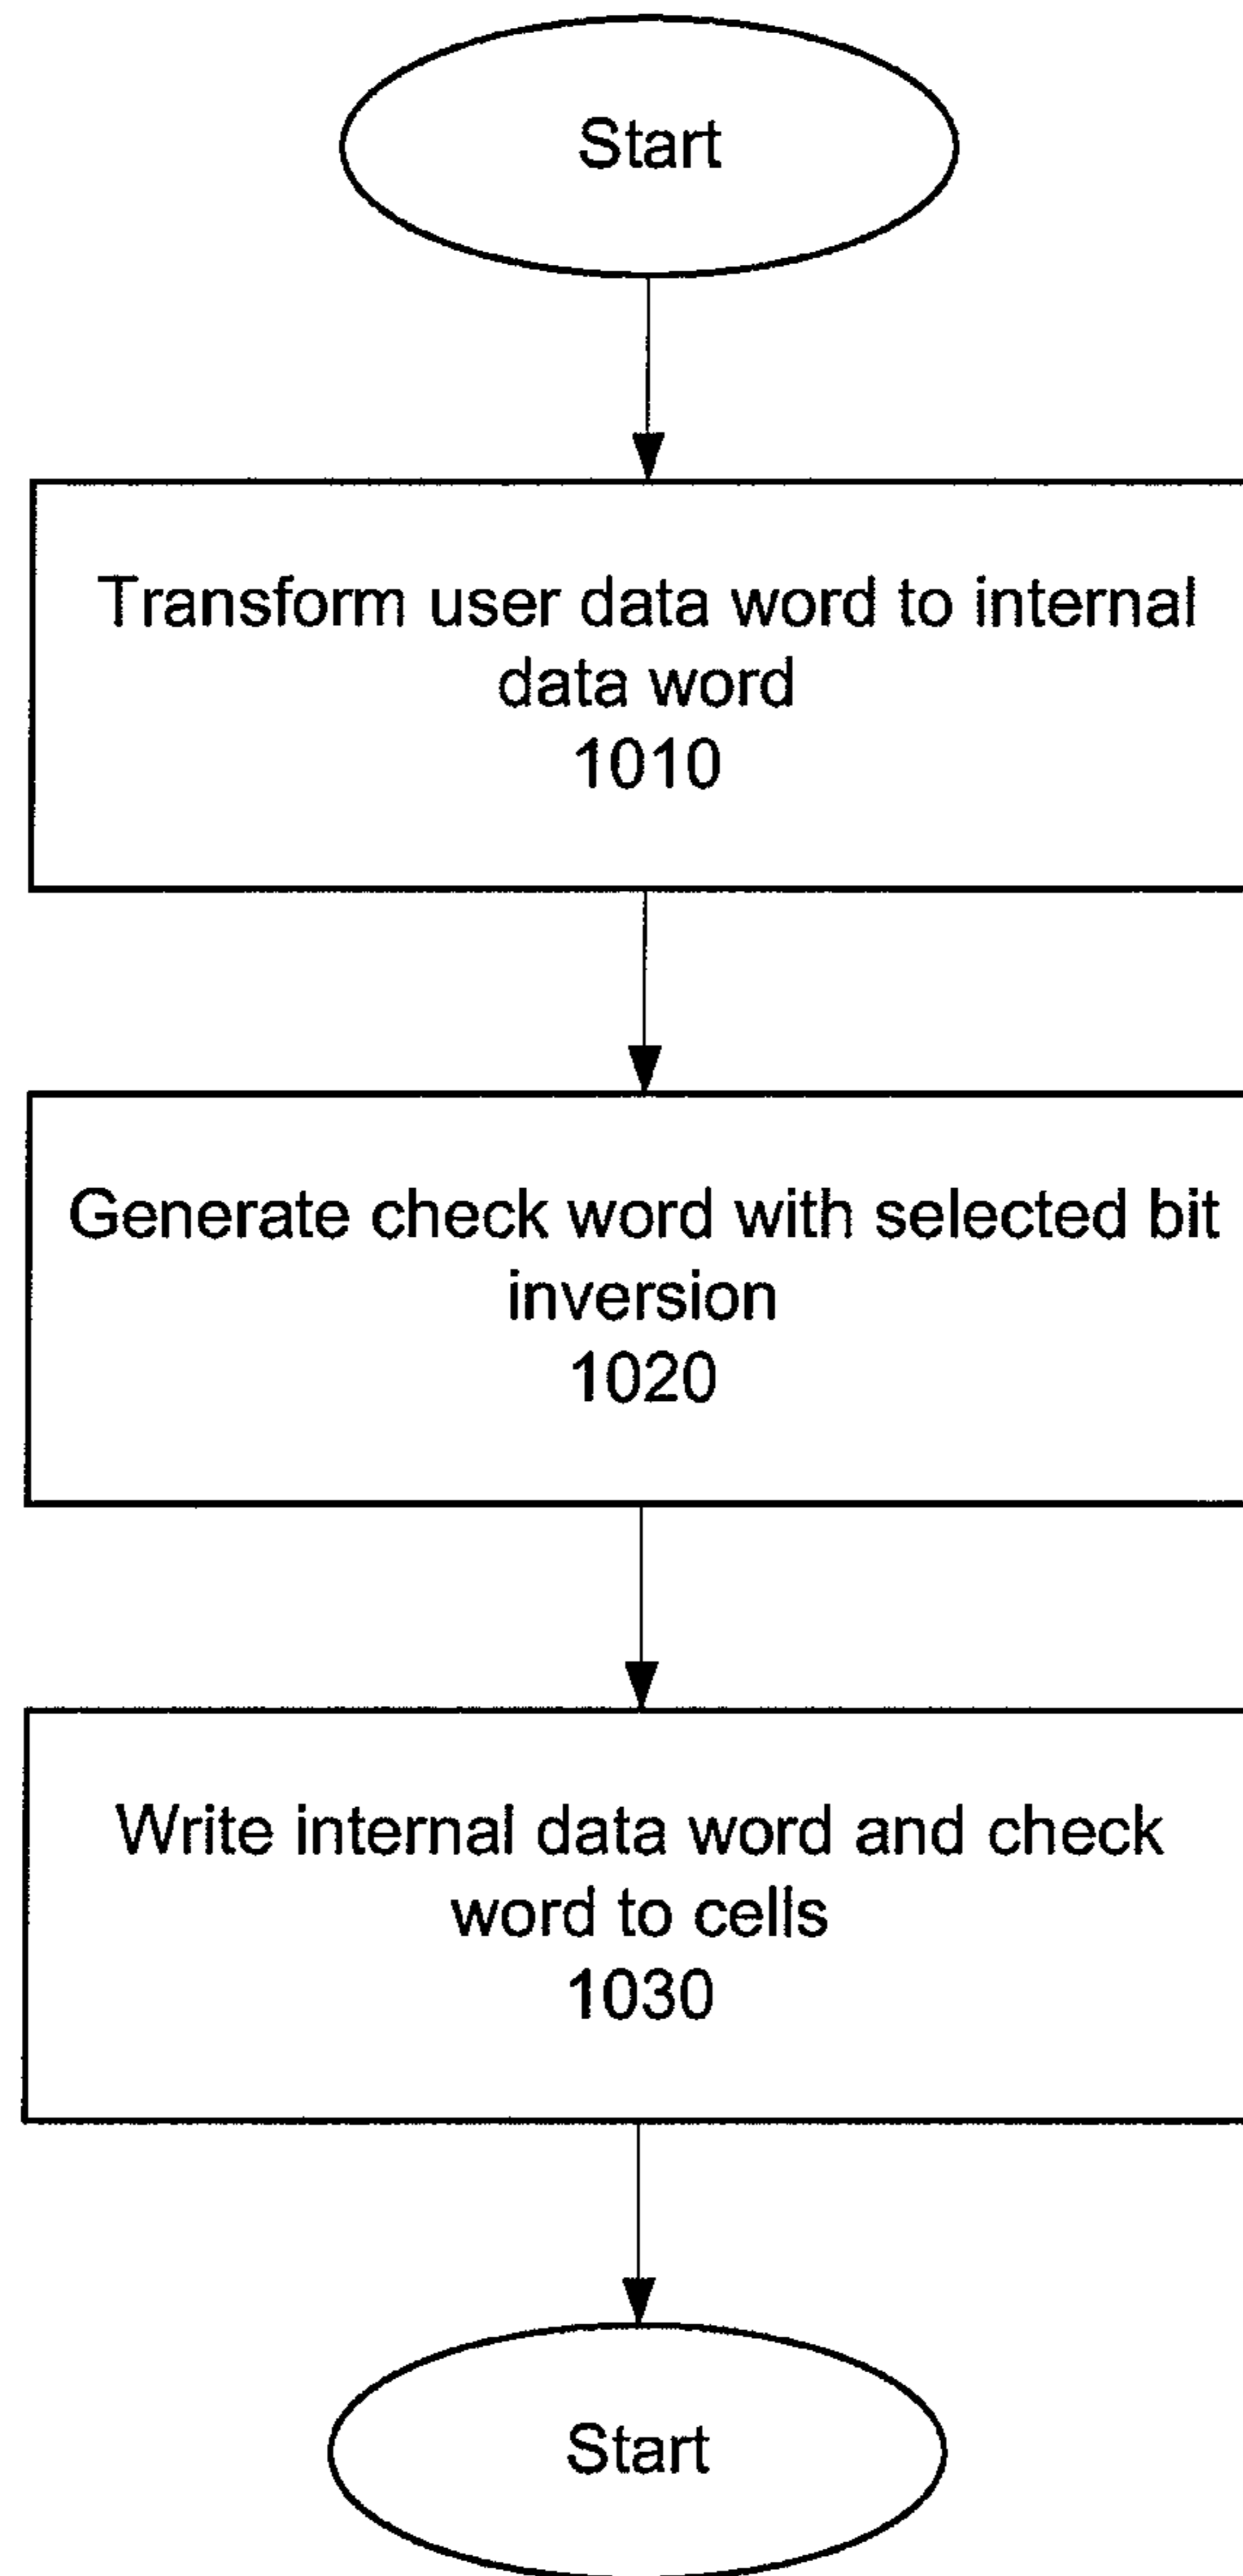 Start
Transform user data word to internal
data word
1010
Generate check word with selected bit
inversion
1020
Write internal data word and check
word to cells
1030
Start